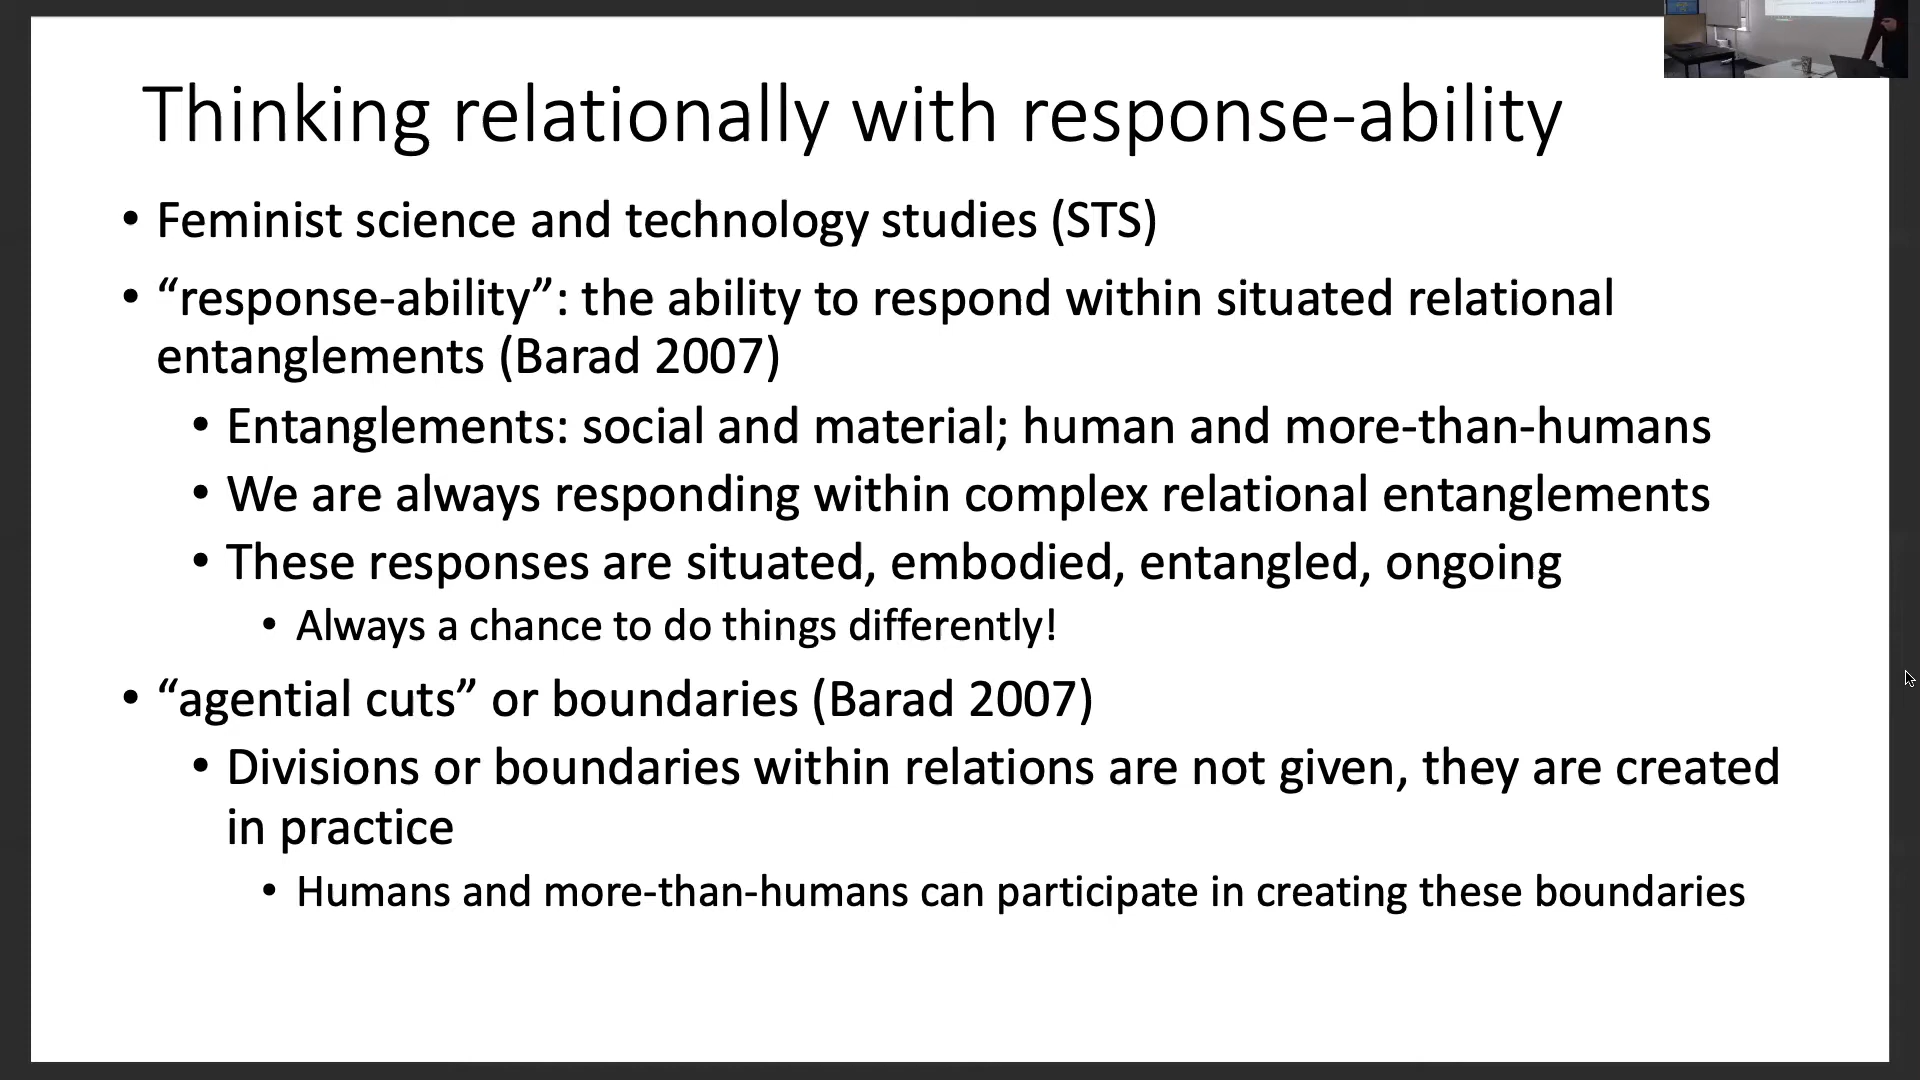 Thinking relationally with response-ability
• Feminist science and technology studies (STS)
• “response-ability”: the ability to respond within situated relational
entanglements (Barad 2007)
• Entanglements: social and material; human and more-than-humans
• We are always responding within complex relational entanglements
• These responses are situated, embodied, entangled, ongoing
• Always a chance to do things differently!
• “agential cuts” or boundaries (Barad 2007)
• Divisions or boundaries within relations are not given, they are created
in practice
• Humans and more-than-humans can participate in creating these boundaries